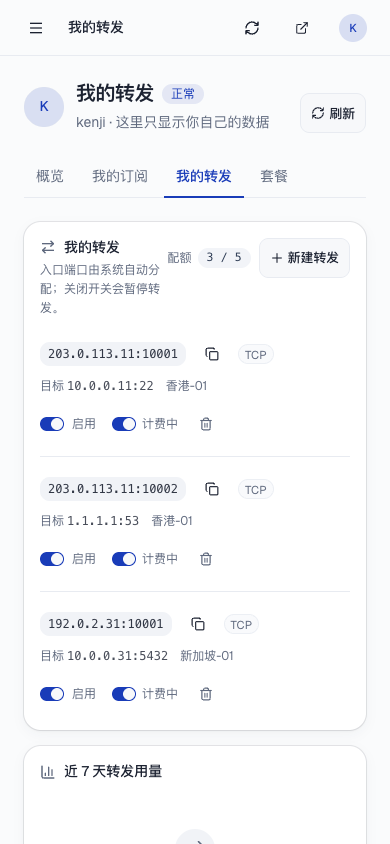 我的转发
K
K
我的转发 正常
kenji · 这里只显示你自己的数据
刷新
概览 我的订阅 我的转发 套餐
我的转发
入口端口由系统自动分
配；关闭开关会暂停转
发。
配额 3 / 5
新建转发
203.0.113.11:10001 TCP
目标 10.0.0.11:22 香港-01
启用 计费中
203.0.113.11:10002 TCP
目标 1.1.1.1:53 香港-01
启用 计费中
192.0.2.31:10001 TCP
目标 10.0.0.31:5432 新加坡-01
启用 计费中
近 7 天转发用量